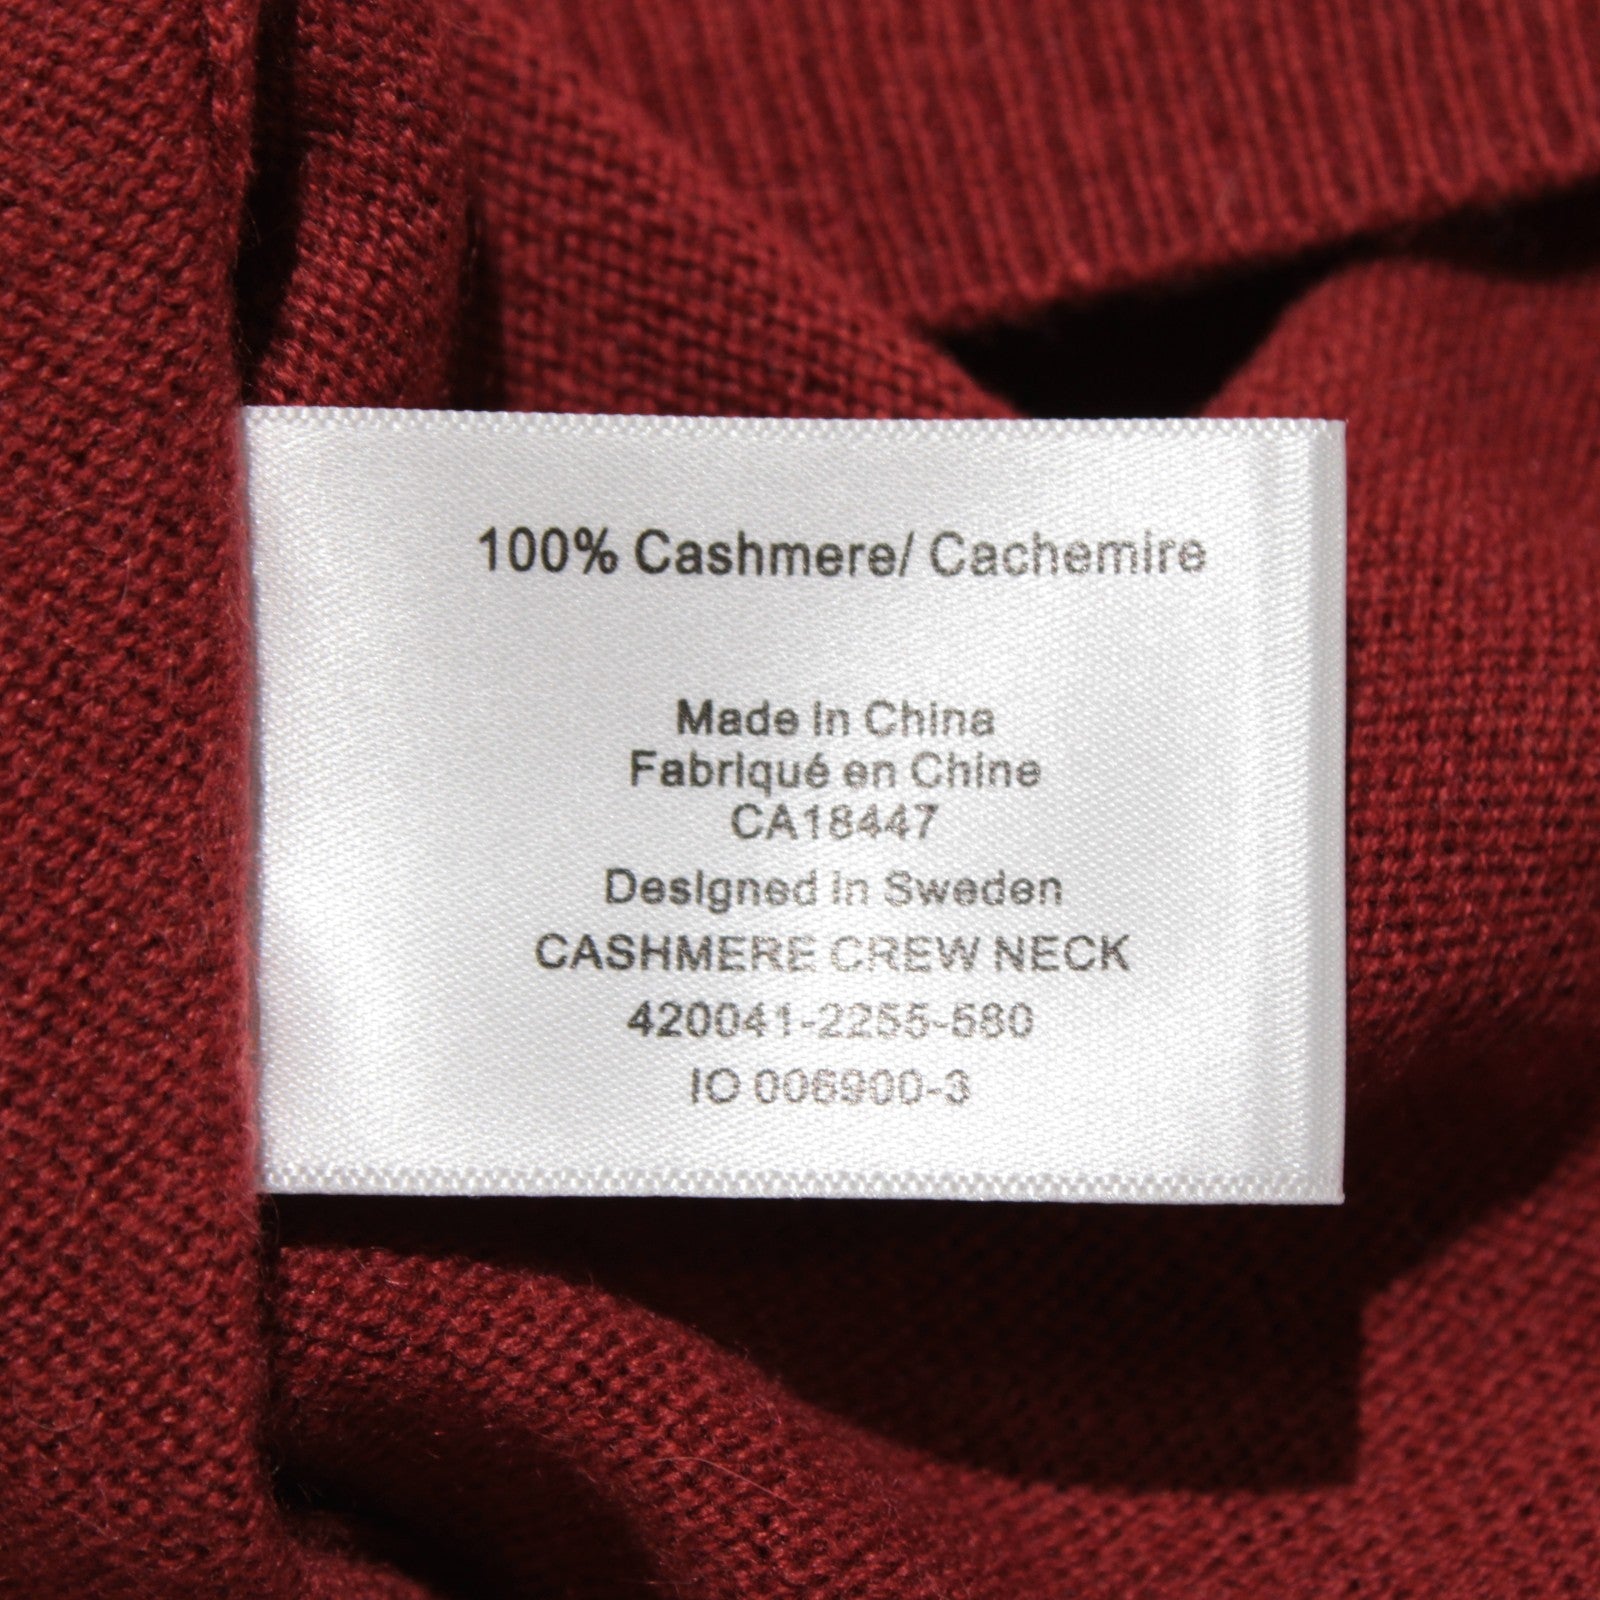 100% Cashmere/ Cachemire
Made in China
Fabriqué en Chine
CA18447
Designed in Sweden
CASHMERE CREW NECK
420041-2255-580
IO 006900-3